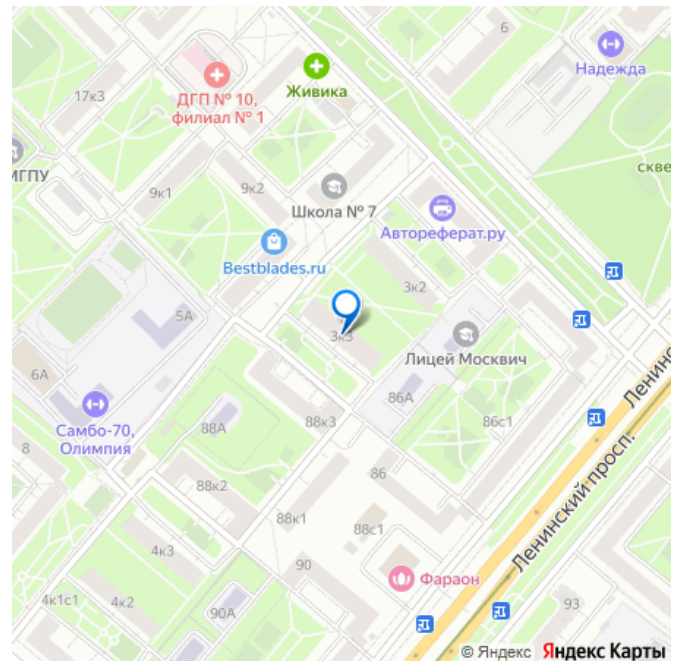 6
Надежда
17к3
Живика
ДГП № 10,
филиал № 1
МГПУ
скве
9к1
9к2
Школа № 7
Автореферат.ру
Bestblades.ru
3к2
5А
3к3
Лицей Москвич
6А
86А
Ленинс
Самбо-70,
Олимпия
88А
88к3
86с1
8
86
88к2
Ленинский просп.
88к1
88с1
4к3
90
Фараон
4к1с1
4к2
90А
93
© Яндекс Яндекс Карты